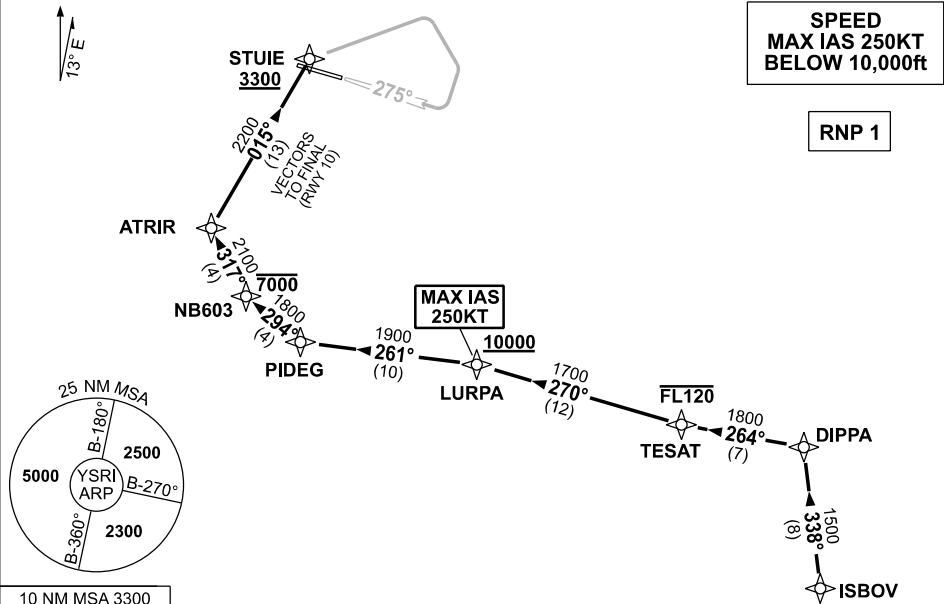 13° E
SPEED
MAX IAS 250KT
BELOW 10,000ft
RNP 1
STUIE
3300
275°
2200
015°
(13)
VECTORS
TO FINAL
(RWY 10)
ATRIR
2100
317°
(4)
7000
NB603
1800
294°
(4)
PIDEG
1900
261°
(10)
MAX IAS
250KT
10000
LURPA
1700
270°
(12)
FL120
TESAT
1800
264°
(7)
DIPPA
1500
338°
(8)
ISBOV
25 NM MSA
B-180°
2500
5000
YSRI
ARP
B-270°
B-360°
2300
10 NM MSA 3300